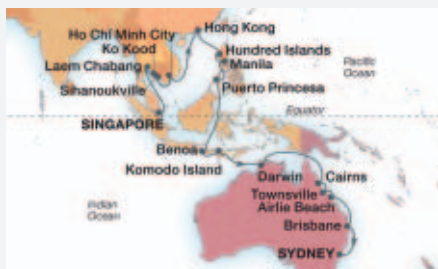 Hong Kong
Ho Chi Minh City
Ko Kood
Hundred Islands
Manila
Pacific
Ocean
Laem Chabang
Puerto Princesa
Sihanoukville
Equator
SINGAPORE
Benoa
Komodo Island
Darwin
Cairns
Townsville
Airlie Beach
Indian
Ocean
Brisbane
SYDNEY